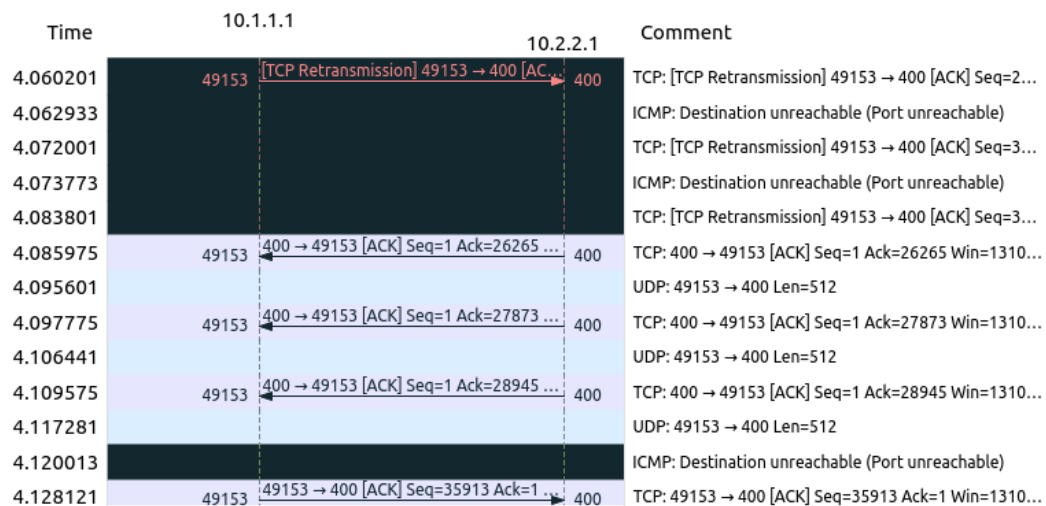 10.1.1.1
Time 10.2.2.1 Comment
4.060201 49153 [TCP Retransmission] 49153 → 400 [AC... 400 TCP: [TCP Retransmission] 49153 → 400 [ACK] Seq=2...
4.062933 ICMP: Destination unreachable (Port unreachable)
4.072001 TCP: [TCP Retransmission] 49153 → 400 [ACK] Seq=3...
4.073773 ICMP: Destination unreachable (Port unreachable)
4.083801 TCP: [TCP Retransmission] 49153 → 400 [ACK] Seq=3...
4.085975 49153 400 → 49153 [ACK] Seq=1 Ack=26265 ... 400 TCP: 400 → 49153 [ACK] Seq=1 Ack=26265 Win=1310...
4.095601 UDP: 49153 → 400 Len=512
4.097775 49153 400 → 49153 [ACK] Seq=1 Ack=27873 ... 400 TCP: 400 → 49153 [ACK] Seq=1 Ack=27873 Win=1310...
4.106441 UDP: 49153 → 400 Len=512
4.109575 49153 400 → 49153 [ACK] Seq=1 Ack=28945 ... 400 TCP: 400 → 49153 [ACK] Seq=1 Ack=28945 Win=1310...
4.117281 UDP: 49153 → 400 Len=512
4.120013 ICMP: Destination unreachable (Port unreachable)
4.128121 49153 49153 → 400 [ACK] Seq=35913 Ack=1 ... 400 TCP: 49153 → 400 [ACK] Seq=35913 Ack=1 Win=1310...